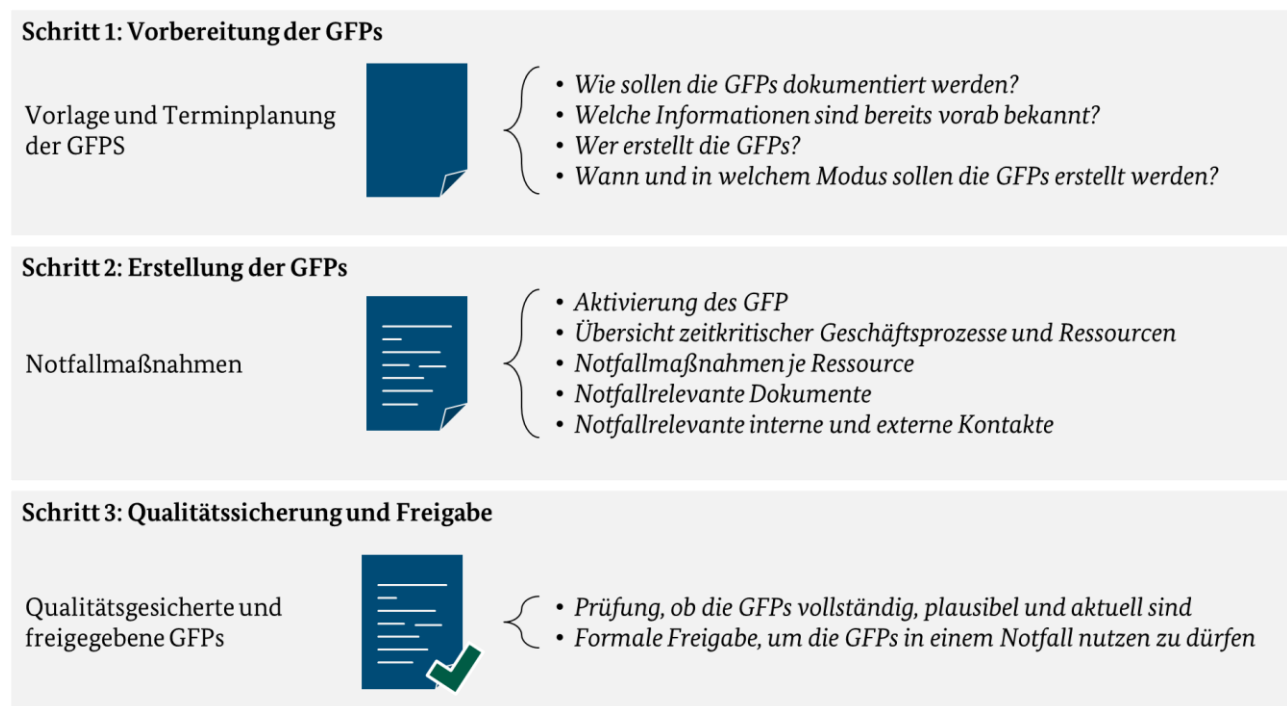 Schritt 1: Vorbereitung der GFPs
Vorlage und Terminplanung
der GFPS
• Wie sollen die GFPs dokumentiert werden?
• Welche Informationen sind bereits vorab bekannt?
• Wer erstellt die GFPs?
• Wann und in welchem Modus sollen die GFPs erstellt werden?
Schritt 2: Erstellung der GFPs
Notfallmaßnahmen
• Aktivierung des GFP
• Übersicht zeitkritischer Geschäftsprozesse und Ressourcen
• Notfallmaßnahmen je Ressource
• Notfallrelevante Dokumente
• Notfallrelevante interne und externe Kontakte
Schritt 3: Qualitätssicherung und Freigabe
Qualitätsgesicherte und
freigegebene GFPs
• Prüfung, ob die GFPs vollständig, plausibel und aktuell sind
• Formale Freigabe, um die GFPs in einem Notfall nutzen zu dürfen